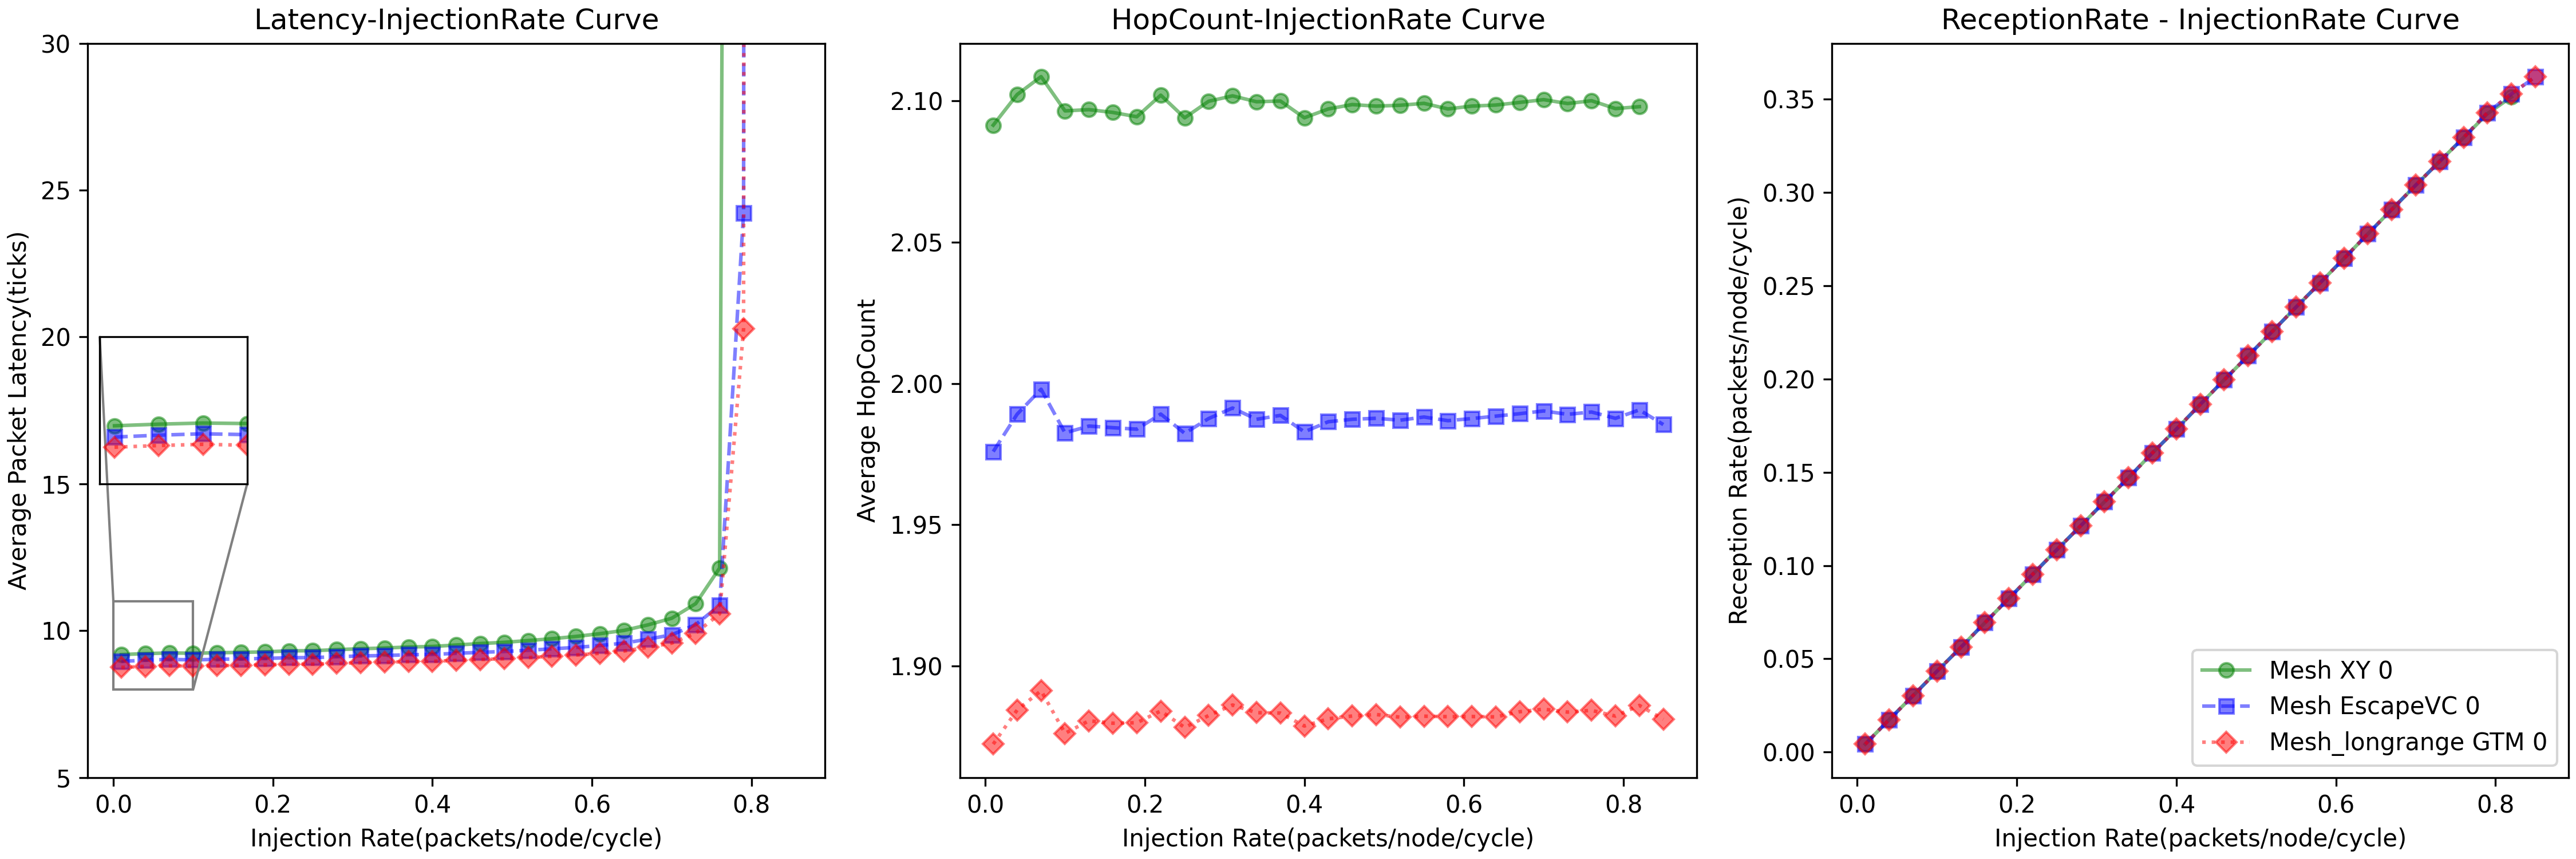 Latency-InjectionRate Curve
30
25
20
15
10
5
Average Packet Latency(ticks)
0.0 0.2 0.4 0.6 0.8
Injection Rate(packets/node/cycle)
HopCount-InjectionRate Curve
2.10
2.05
2.00
1.95
1.90
Average HopCount
0.0 0.2 0.4 0.6 0.8
Injection Rate(packets/node/cycle)
ReceptionRate - InjectionRate Curve
0.35
0.30
0.25
0.20
0.15
0.10
0.05
0.00
Reception Rate(packets/node/cycle)
Mesh XY 0
Mesh EscapeVC 0
Mesh_longrange GTM 0
0.0 0.2 0.4 0.6 0.8
Injection Rate(packets/node/cycle)